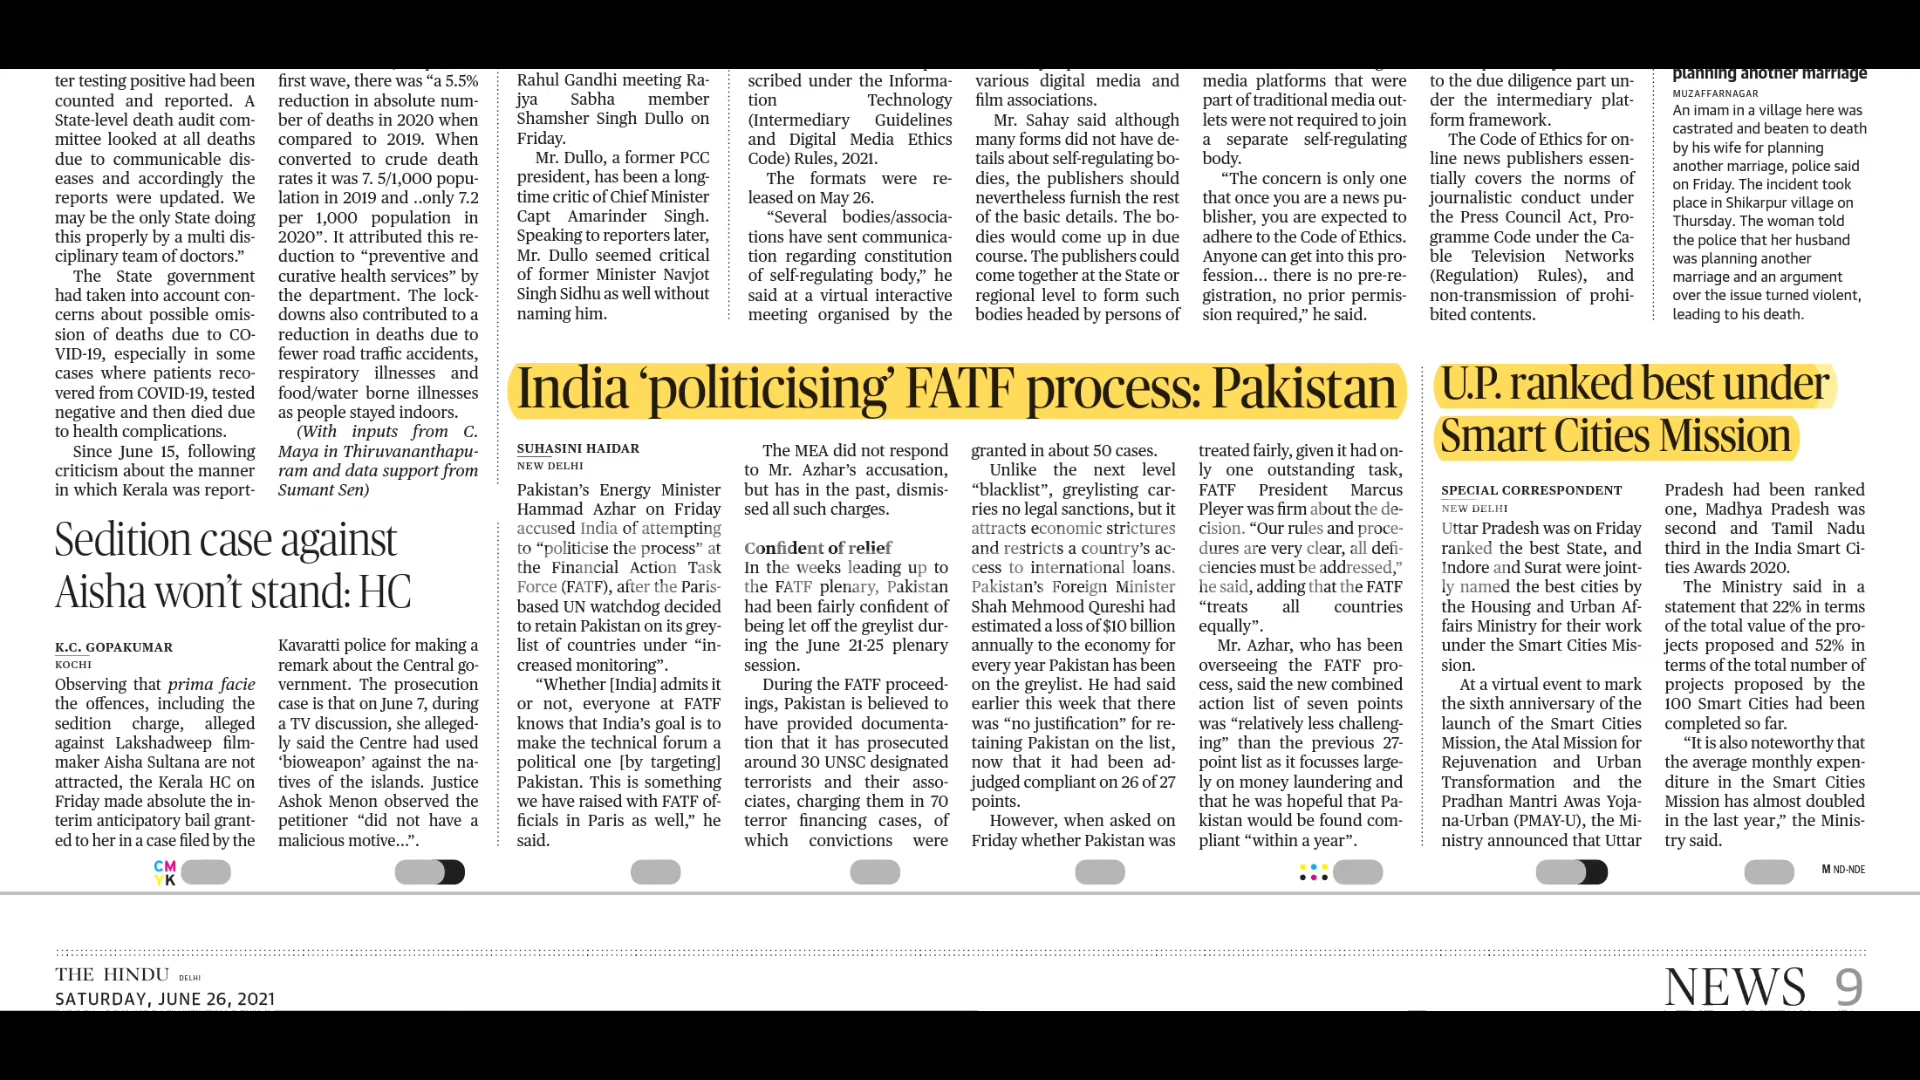 ter testing positive had been
counted and reported. A
State-level death audit com-
mittee looked at all deaths
due to communicable dis-
eases and accordingly the
reports were updated. We
may be the only State doing
this properly by a multi dis-
ciplinary team of doctors.”
The State government
had taken into account con-
cerns about possible omis-
sion of deaths due to CO-
VID-19, especially in some
cases where patients reco-
vered from COVID-19, tested
negative and then died due
to health complications.
Since June 15, following
criticism about the manner
in which Kerala was report-
first wave, there was “a 5.5%
reduction in absolute num-
ber of deaths in 2020 when
compared to 2019. When
converted to crude death
rates it was 7. 5/1,000 popu-
lation in 2019 and ..only 7.2
per 1,000 population in
2020”. It attributed this re-
duction to “preventive and
curative health services” by
the department. The lock-
downs also contributed to a
reduction in deaths due to
fewer road traffic accidents,
respiratory illnesses and
food/water borne illnesses
as people stayed indoors.
(With inputs from C.
Maya in Thiruvananthapu-
ram and data support from
Sumant Sen)
Rahul Gandhi meeting Ra-
jya Sabha member
Shamsher Singh Dullo on
Friday.
Mr. Dullo, a former PCC
president, has been a long-
time critic of Chief Minister
Capt Amarinder Singh.
Speaking to reporters later,
Mr. Dullo seemed critical
of former Minister Navjot
Singh Sidhu as well without
naming him.
scribed under the Informa-
tion Technology
(Intermediary Guidelines
and Digital Media Ethics
Code) Rules, 2021.
The formats were re-
leased on May 26.
“Several bodies/associa-
tions have sent communica-
tion regarding constitution
of self-regulating body,” he
said at a virtual interactive
meeting organised by the
various digital media and
film associations.
Mr. Sahay said although
many forms did not have de-
tails about self-regulating bo-
dies, the publishers should
nevertheless furnish the rest
of the basic details. The bo-
dies would come up in due
course. The publishers could
come together at the State or
regional level to form such
bodies headed by persons of
media platforms that were
part of traditional media out-
lets were not required to join
a separate self-regulating
body.
“The concern is only one
that once you are a news pu-
blisher, you are expected to
adhere to the Code of Ethics.
Anyone can get into this pro-
fession... there is no pre-re-
gistration, no prior permis-
sion required,” he said.
to the due diligence part un-
der the intermediary plat-
form framework.
The Code of Ethics for on-
line news publishers essen-
tially covers the norms of
journalistic conduct under
the Press Council Act, Pro-
gramme Code under the Ca-
ble Television Networks
(Regulation) Rules), and
non-transmission of prohi-
bited contents.
planning another marriage
MUZAFFARNAGAR
An imam in a village here was
castrated and beaten to death
by his wife for planning
another marriage, police said
on Friday. The incident took
place in Shikarpur village on
Thursday. The woman told
the police that her husband
was planning another
marriage and an argument
over the issue turned violent,
leading to his death.
Sedition case against
Aisha won’t stand: HC
K.C. GOPAKUMAR
KOCHI
Observing that prima facie
the offences, including the
sedition charge, alleged
against Lakshadweep film-
maker Aisha Sultana are not
attracted, the Kerala HC on
Friday made absolute the in-
terim anticipatory bail grant-
ed to her in a case filed by the
Kavaratti police for making a
remark about the Central go-
vernment. The prosecution
case is that on June 7, during
a TV discussion, she alleged-
ly said the Centre had used
‘bioweapon’ against the na-
tives of the islands. Justice
Ashok Menon observed the
petitioner “did not have a
malicious motive...”.
India ‘politicising’ FATF process: Pakistan
SUHASINI HAIDAR
NEW DELHI
Pakistan’s Energy Minister
Hammad Azhar on Friday
accused India of attempting
to “politicise the process” at
the Financial Action Task
Force (FATF), after the Paris-
based UN watchdog decided
to retain Pakistan on its grey-
list of countries under “in-
creased monitoring”.
“Whether [India] admits it
or not, everyone at FATF
knows that India’s goal is to
make the technical forum a
political one [by targeting]
Pakistan. This is something
we have raised with FATF of-
ficials in Paris as well,” he
said.
The MEA did not respond
to Mr. Azhar’s accusation,
but has in the past, dismis-
sed all such charges.
Confident of relief
In the weeks leading up to
the FATF plenary, Pakistan
had been fairly confident of
being let off the greylist dur-
ing the June 21-25 plenary
session.
During the FATF proceed-
ings, Pakistan is believed to
have provided documenta-
tion that it has prosecuted
around 30 UNSC designated
terrorists and their asso-
ciates, charging them in 70
terror financing cases, of
which convictions were
granted in about 50 cases.
Unlike the next level
“blacklist”, greylisting car-
ries no legal sanctions, but it
attracts economic strictures
and restricts a country’s ac-
cess to international loans.
Pakistan’s Foreign Minister
Shah Mehmood Qureshi had
estimated a loss of $10 billion
annually to the economy for
every year Pakistan has been
on the greylist. He had said
earlier this week that there
was “no justification” for re-
taining Pakistan on the list,
now that it had been ad-
judged compliant on 26 of 27
points.
However, when asked on
Friday whether Pakistan was
treated fairly, given it had on-
ly one outstanding task,
FATF President Marcus
Pleyer was firm about the de-
cision. “Our rules and proce-
dures are very clear, all defi-
ciencies must be addressed,”
he said, adding that the FATF
“treats all countries
equally”.
Mr. Azhar, who has been
overseeing the FATF pro-
cess, said the new combined
action list of seven points
was “relatively less challeng-
ing” than the previous 27-
point list as it focusses large-
ly on money laundering and
that he was hopeful that Pa-
kistan would be found com-
pliant “within a year”.
U.P. ranked best under
Smart Cities Mission
SPECIAL CORRESPONDENT
NEW DELHI
Uttar Pradesh was on Friday
ranked the best State, and
Indore and Surat were joint-
ly named the best cities by
the Housing and Urban Af-
fairs Ministry for their work
under the Smart Cities Mis-
sion.
At a virtual event to mark
the sixth anniversary of the
launch of the Smart Cities
Mission, the Atal Mission for
Rejuvenation and Urban
Transformation and the
Pradhan Mantri Awas Yoja-
na-Urban (PMAY-U), the Mi-
nistry announced that Uttar
Pradesh had been ranked
one, Madhya Pradesh was
second and Tamil Nadu
third in the India Smart Ci-
ties Awards 2020.
The Ministry said in a
statement that 22% in terms
of the total value of the pro-
jects proposed and 52% in
terms of the total number of
projects proposed by the
100 Smart Cities had been
completed so far.
“It is also noteworthy that
the average monthly expen-
diture in the Smart Cities
Mission has almost doubled
in the last year,” the Minis-
try said.
CM
YK
M ND-NDE
THE HINDU DELHI
SATURDAY, JUNE 26, 2021
NEWS 9